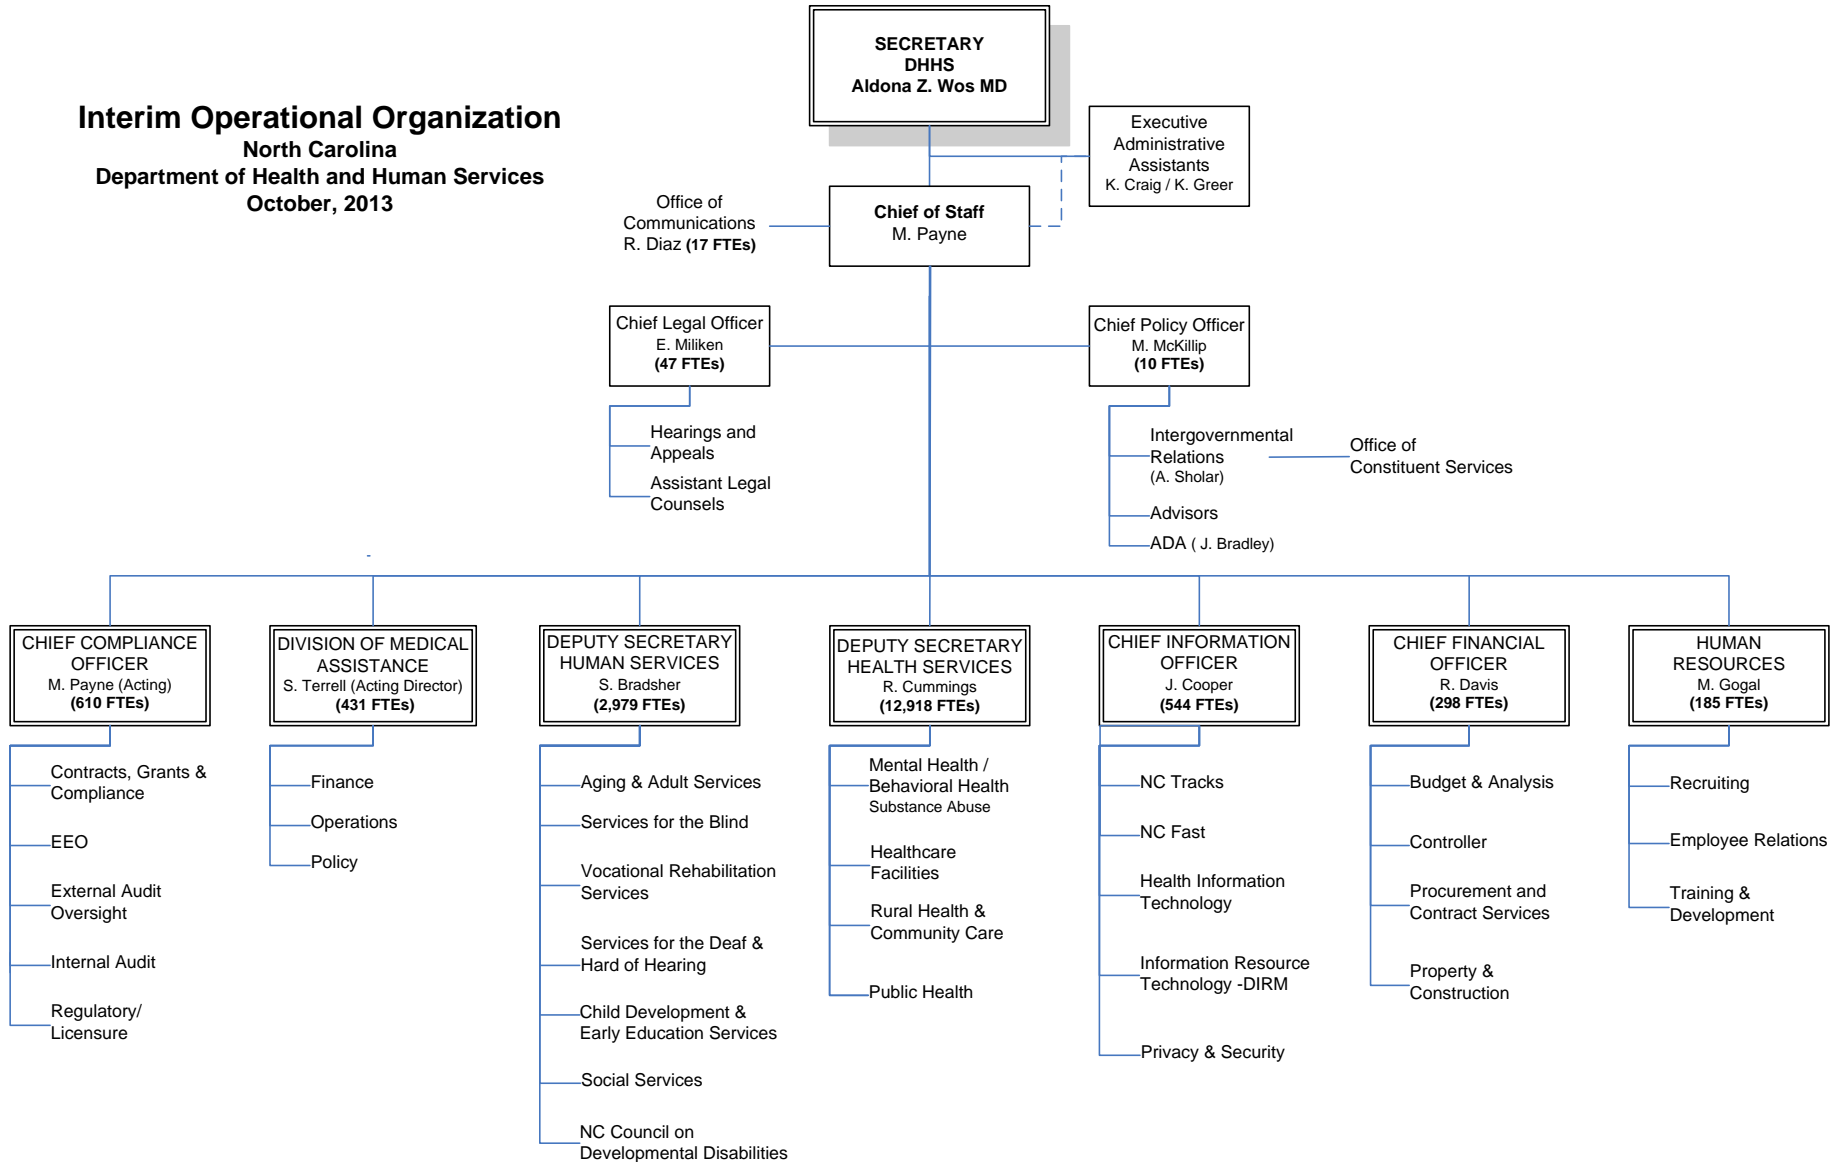 SECRETARY
DHHS
Aldona Z. Wos MD
Interim Operational Organization
North Carolina
Department of Health and Human Services
October, 2013
Executive
Administrative
Assistants
K. Craig / K. Greer
Office of
Communications
R. Diaz (17 FTEs)
Chief of Staff
M. Payne
Chief Legal Officer
E. Miliken
(47 FTEs)
Hearings and
Appeals
Assistant Legal
Counsels
Chief Policy Officer
M. McKillip
(10 FTEs)
Intergovernmental
Relations
(A. Sholar)
Office of
Constituent Services
Advisors
ADA ( J. Bradley)
CHIEF COMPLIANCE
OFFICER
M. Payne (Acting)
(610 FTEs)
Contracts, Grants &
Compliance
EEO
External Audit
Oversight
Internal Audit
Regulatory/
Licensure
DIVISION OF MEDICAL
ASSISTANCE
S. Terrell (Acting Director)
(431 FTEs)
Finance
Operations
Policy
DEPUTY SECRETARY
HUMAN SERVICES
S. Bradsher
(2,979 FTEs)
Aging & Adult Services
Services for the Blind
Vocational Rehabilitation
Services
Services for the Deaf &
Hard of Hearing
Child Development &
Early Education Services
Social Services
NC Council on
Developmental Disabilities
DEPUTY SECRETARY
HEALTH SERVICES
R. Cummings
(12,918 FTEs)
Mental Health /
Behavioral Health
Substance Abuse
Healthcare
Facilities
Rural Health &
Community Care
Public Health
CHIEF INFORMATION
OFFICER
J. Cooper
(544 FTEs)
NC Tracks
NC Fast
Health Information
Technology
Information Resource
Technology -DIRM
Privacy & Security
CHIEF FINANCIAL
OFFICER
R. Davis
(298 FTEs)
Budget & Analysis
Controller
Procurement and
Contract Services
Property &
Construction
HUMAN
RESOURCES
M. Gogal
(185 FTEs)
Recruiting
Employee Relations
Training &
Development